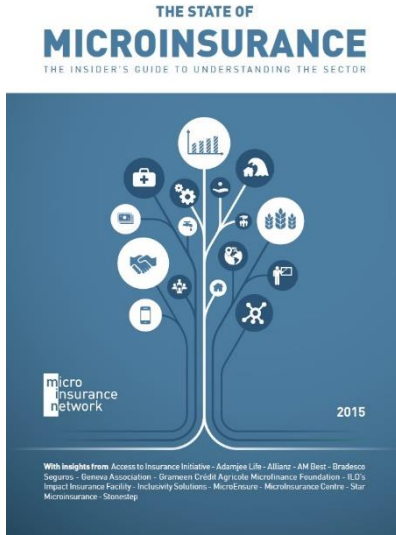 THE STATE OF
MICROINSURANCE
THE INSIDER'S GUIDE TO UNDERSTANDING THE SECTOR
micro
insurance
network
2015
With insights from Access to Insurance Initiative - Adamjee Life - Allianz - AM Best - Bradesco
Seguros - Geneva Association - Grameen Crédit Agricole Microfinance Foundation - ILO's
Impact Insurance Facility - Inclusivity Solutions - MicroEnsure - MicroInsurance Centre - Star
Microinsurance - Stonestep